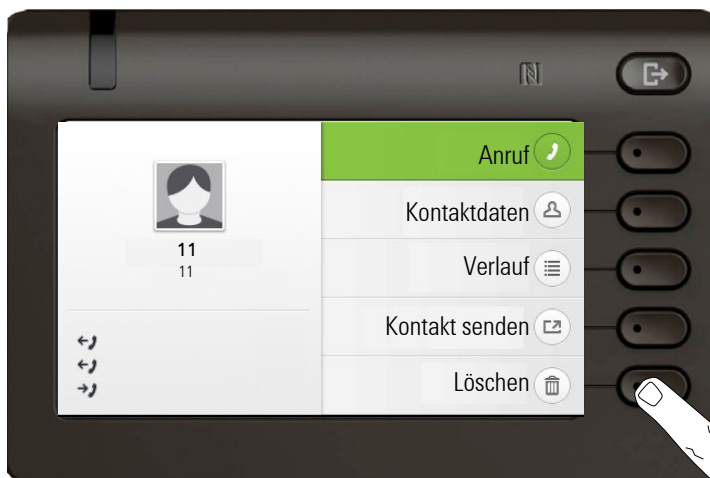 11
11
Anruf
Kontaktdaten
Verlauf
Kontakt senden
Löschen